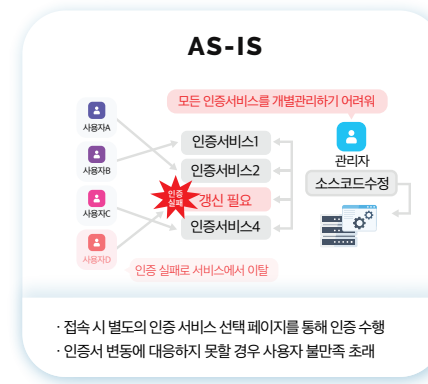 AS-IS
모든 인증서비스를 개별관리하기 어려워
사용자A
사용자B
사용자C
사용자D
인증서비스1
인증서비스2
인증
실패
갱신 필요
인증서비스4
관리자
소스코드수정
인증 실패로 서비스에서 이탈
· 접속 시 별도의 인증 서비스 선택 페이지를 통해 인증 수행
· 인증서 변동에 대응하지 못할 경우 사용자 불만족 초래